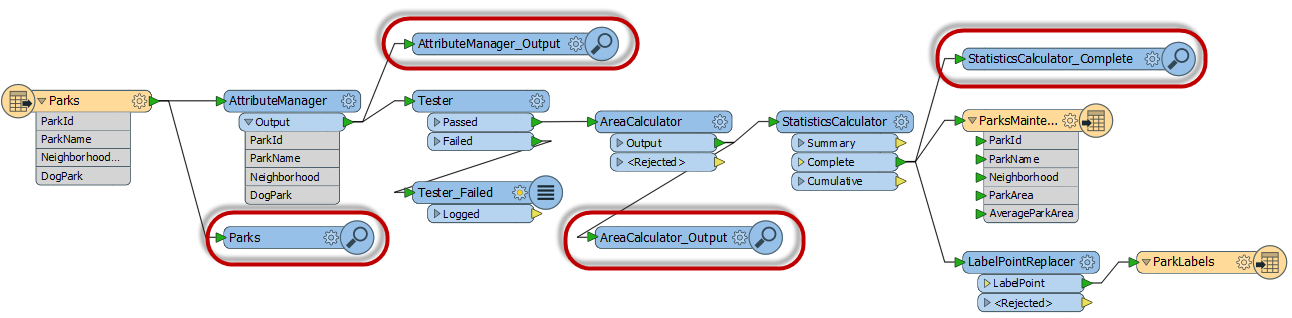 AttributeManager_Output
StatisticsCalculator_Complete
Parks
ParkId
ParkName
Neighborhood...
DogPark
AttributeManager
Output
ParkId
ParkName
Neighborhood
DogPark
Tester
Passed
Failed
Tester_Failed
Logged
Parks
AreaCalculator
Output
<Rejected>
AreaCalculator_Output
StatisticsCalculator
Summary
Complete
Cumulative
ParksMainte...
ParkId
ParkName
Neighborhood
ParkArea
AverageParkArea
LabelPointReplacer
LabelPoint
<Rejected>
ParkLabels